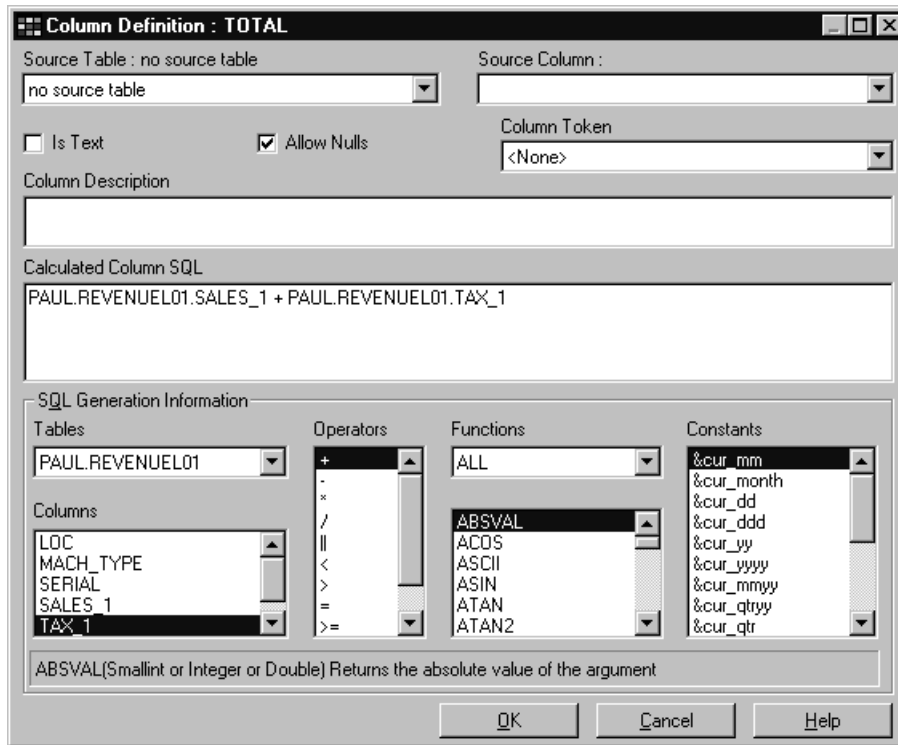 Column Definition : TOTAL
Source Table : no source table
Source Column :
no source table
Is Text
Allow Nulls
Column Token
<None>
Column Description
Calculated Column SQL
PAUL.REVENUEL01.SALES_1 + PAUL.REVENUEL01.TAX_1
SQL Generation Information
Tables
Operators
Functions
Constants
PAUL.REVENUEL01
ALL
Columns
LOC
MACH_TYPE
SERIAL
SALES_1
TAX_1
+
-
*
/
||
<
>
=
>=
ABSVAL
ACOS
ASCII
ASIN
ATAN
ATAN2
&cur_mm
&cur_month
&cur_dd
&cur_ddd
&cur_yy
&cur_yyyy
&cur_mmyy
&cur_qtryy
&cur_qtr
ABSVAL(Smallint or Integer or Double) Returns the absolute value of the argument
OK
Cancel
Help